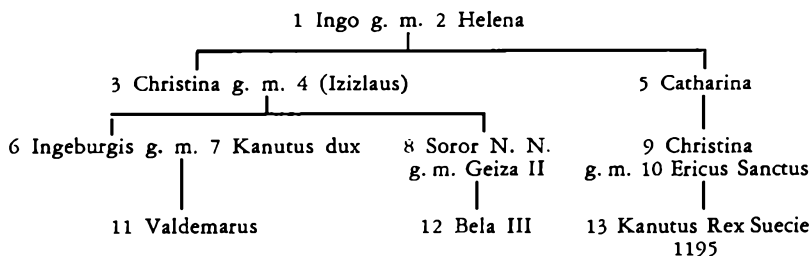 1 Ingo g. m. 2 Helena
3 Christina g. m. 4 (Izizlaus)
5 Catharina
6 Ingeburgis g. m. 7 Kanutus dux
8 Soror N. N.
g. m. Geiza II
9 Christina
g. m. 10 Ericus Sanctus
11 Valdemarus
12 Bela III
13 Kanutus Rex Suecie
1195